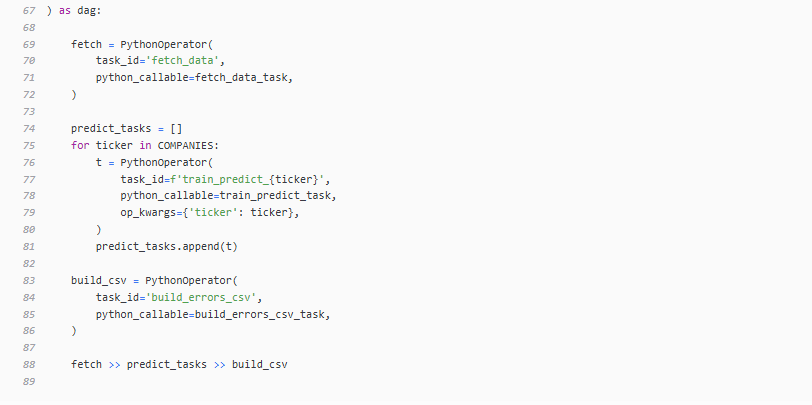 67 ) as dag:
68
69     fetch = PythonOperator(
70         task_id='fetch_data',
71         python_callable=fetch_data_task,
72     )
73
74     predict_tasks = []
75     for ticker in COMPANIES:
76         t = PythonOperator(
77             task_id=f'train_predict_{ticker}',
78             python_callable=train_predict_task,
79             op_kwargs={'ticker': ticker},
80         )
81         predict_tasks.append(t)
82
83     build_csv = PythonOperator(
84         task_id='build_errors_csv',
85         python_callable=build_errors_csv_task,
86     )
87
88     fetch >> predict_tasks >> build_csv
89